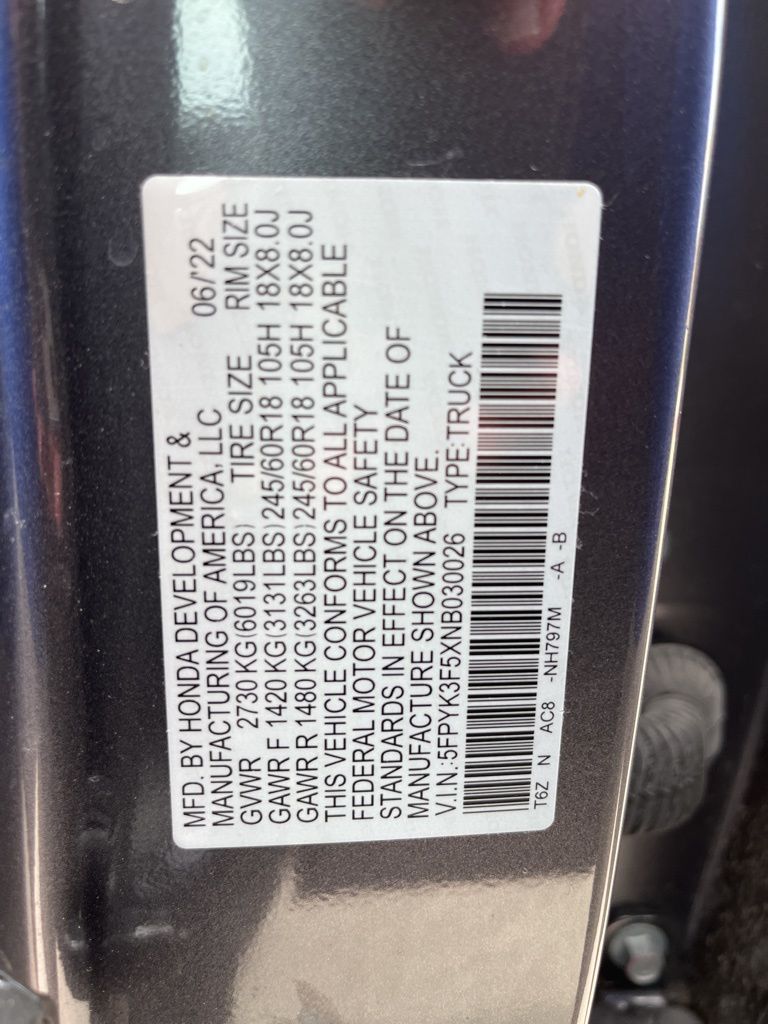 MFD. BY HONDA DEVELOPMENT &
MANUFACTURING OF AMERICA, LLC 06/'22
GVWR 2730 KG(6019LBS) TIRE SIZE RIM SIZE
GAWR F 1420 KG(3131LBS)245/60R18 105H 18X8.0J
GAWR R 1480 KG(3263LBS)245/60R18 105H 18X8.0J
THIS VEHICLE CONFORMS TO ALL APPLICABLE
FEDERAL MOTOR VEHICLE SAFETY
STANDARDS IN EFFECT ON THE DATE OF
MANUFACTURE SHOWN ABOVE.
V.I.N.:5FPYK3F5XNB030026 TYPE:TRUCK
T6Z N AC8 -NH797M -A -B